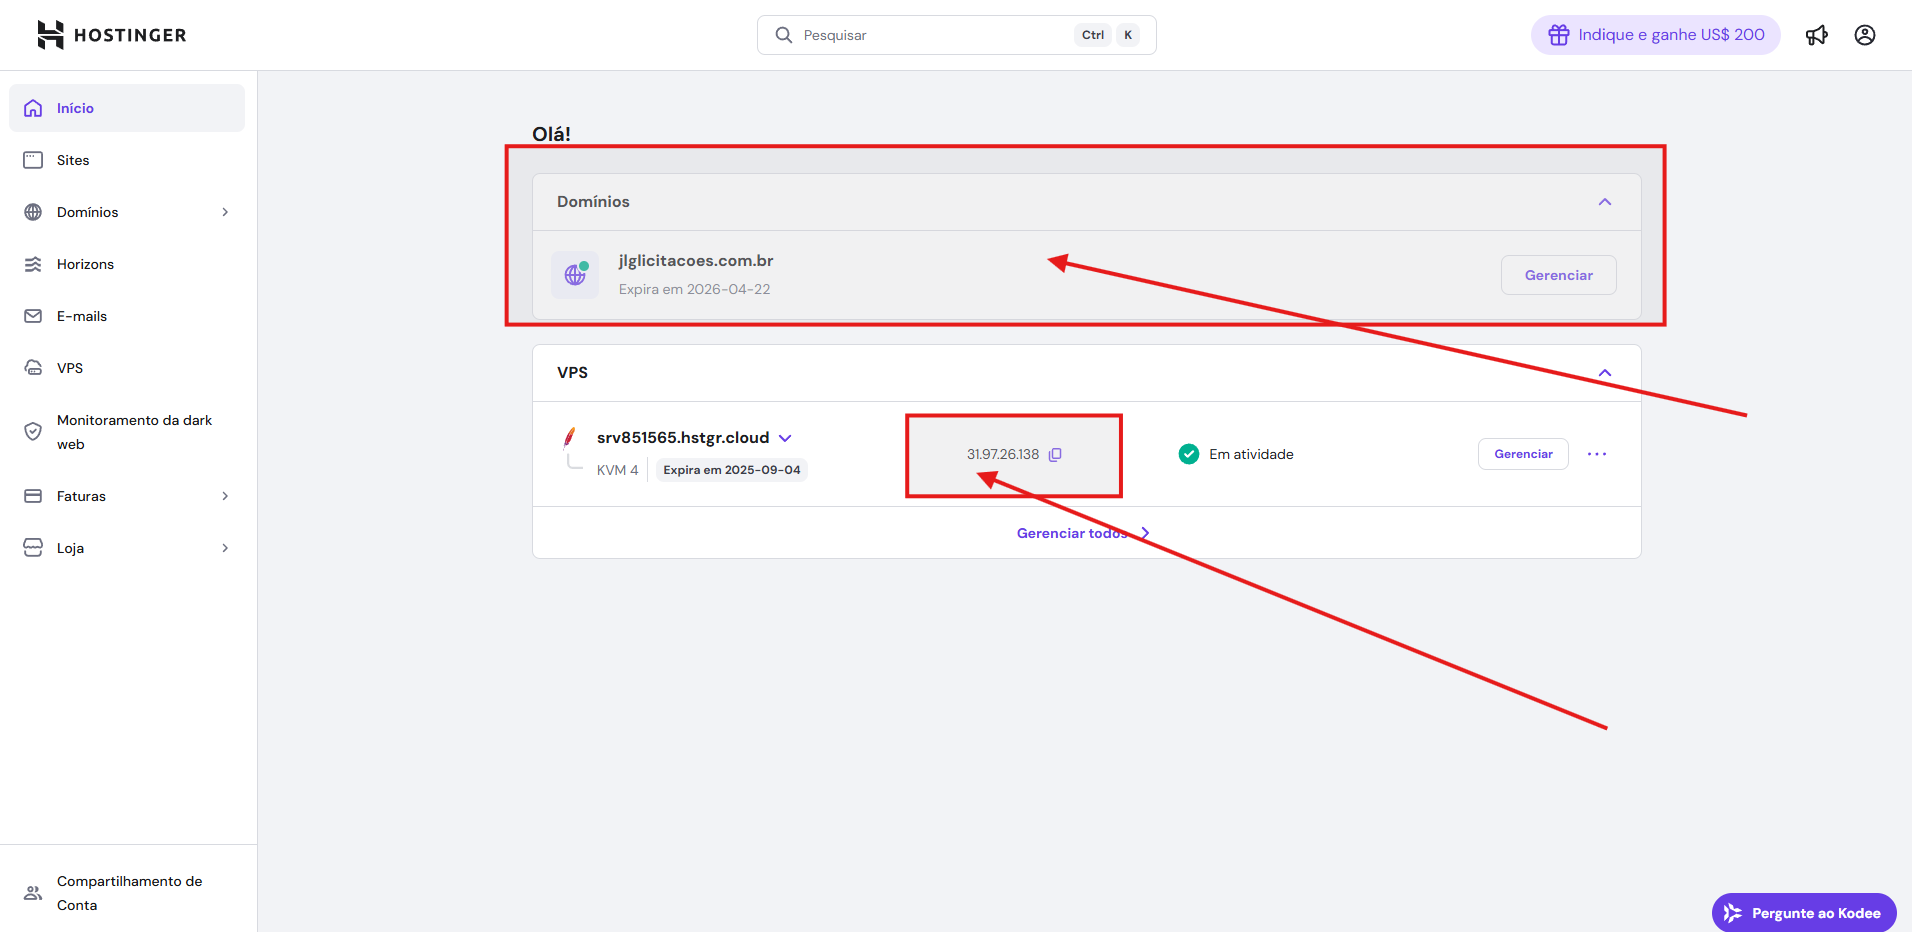 HOSTINGER
Pesquisar
Ctrl
K
Indique e ganhe US$ 200
Início
Sites
Domínios
Horizons
E-mails
VPS
Monitoramento da dark
web
Faturas
Loja
Compartilhamento de
Conta
Olá!
Domínios
jlglicitacoes.com.br
Expira em 2026-04-22
Gerenciar
VPS
srv851565.hstgr.cloud
KVM 4
Expira em 2025-09-04
31.97.26.138
Em atividade
Gerenciar
Gerenciar todos
Pergunte ao Kodee